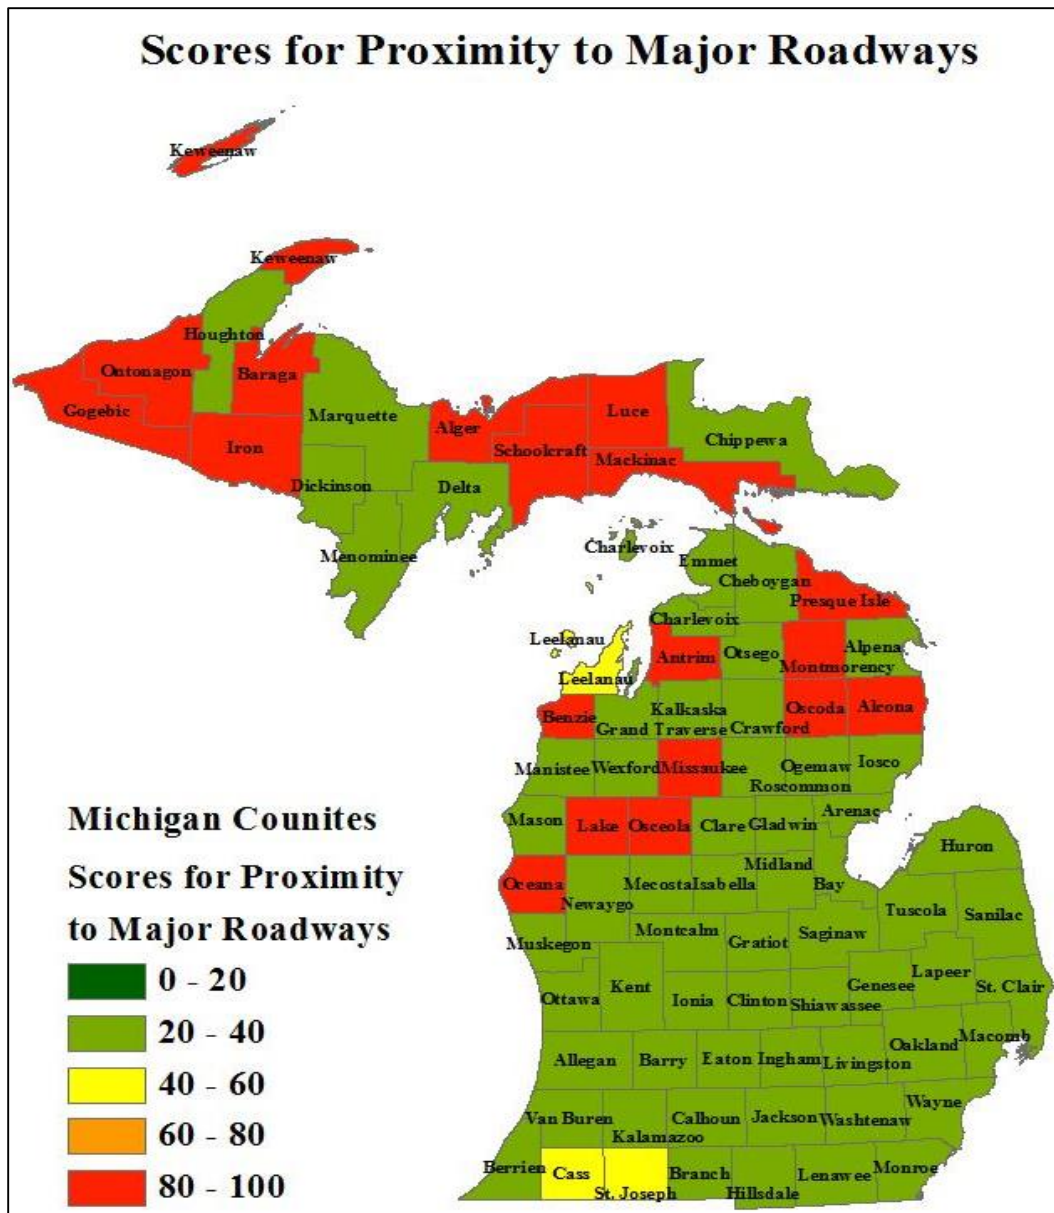 Scores for Proximity to Major Roadways
Keweenaw
Keweenaw
Houghton
Ontonagon
Baraga
Gogebic
Marquette
Iron
Alger
Luce
Schoolcraft
Chippewa
Mackinac
Dickinson
Delta
Menominee
Charlevoix
Emmet
Cheboygan
Presque Isle
Charlevoix
Leelanau
Leelanau
Antrim
Otsego
Alpena
Montmorency
Benzie
Kalkaska
Grand Traverse
Crawford
Oscoda
Alcona
Manistee
Wexford
Missaukee
Ogemaw
Iosco
Roscommon
Mason
Lake
Osceola
Clare
Gladwin
Arenac
Huron
Oceana
Newaygo
Mecosta
Isabella
Midland
Bay
Tuscola
Sanilac
Muskegon
Montcalm
Gratiot
Saginaw
Ottawa
Kent
Ionia
Clinton
Shiawassee
Genesee
Lapeer
St. Clair
Allegan
Barry
Eaton
Ingham
Livingston
Oakland
Macomb
Van Buren
Kalamazoo
Calhoun
Jackson
Washtenaw
Wayne
Berrien
Cass
St. Joseph
Branch
Hillsdale
Lenawee
Monroe
Michigan Counites
Scores for Proximity
to Major Roadways
0 - 20
20 - 40
40 - 60
60 - 80
80 - 100